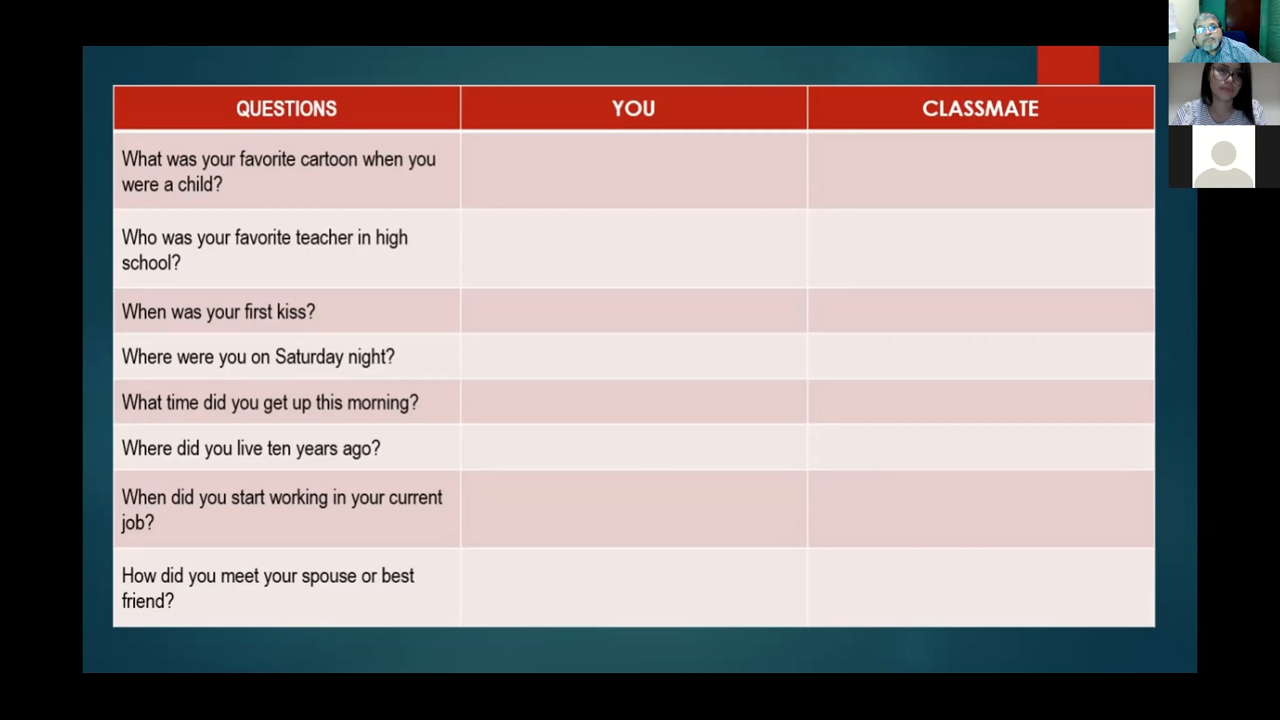 QUESTIONS
YOU
CLASSMATE
What was your favorite cartoon when you
were a child?
Who was your favorite teacher in high
school?
When was your first kiss?
Where were you on Saturday night?
What time did you get up this morning?
Where did you live ten years ago?
When did you start working in your current
job?
How did you meet your spouse or best
friend?